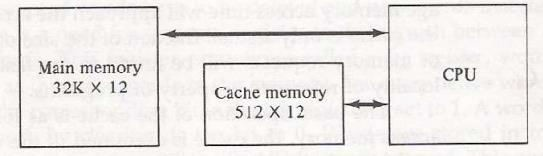 Main memory
32K × 12
Cache memory
512 × 12
CPU